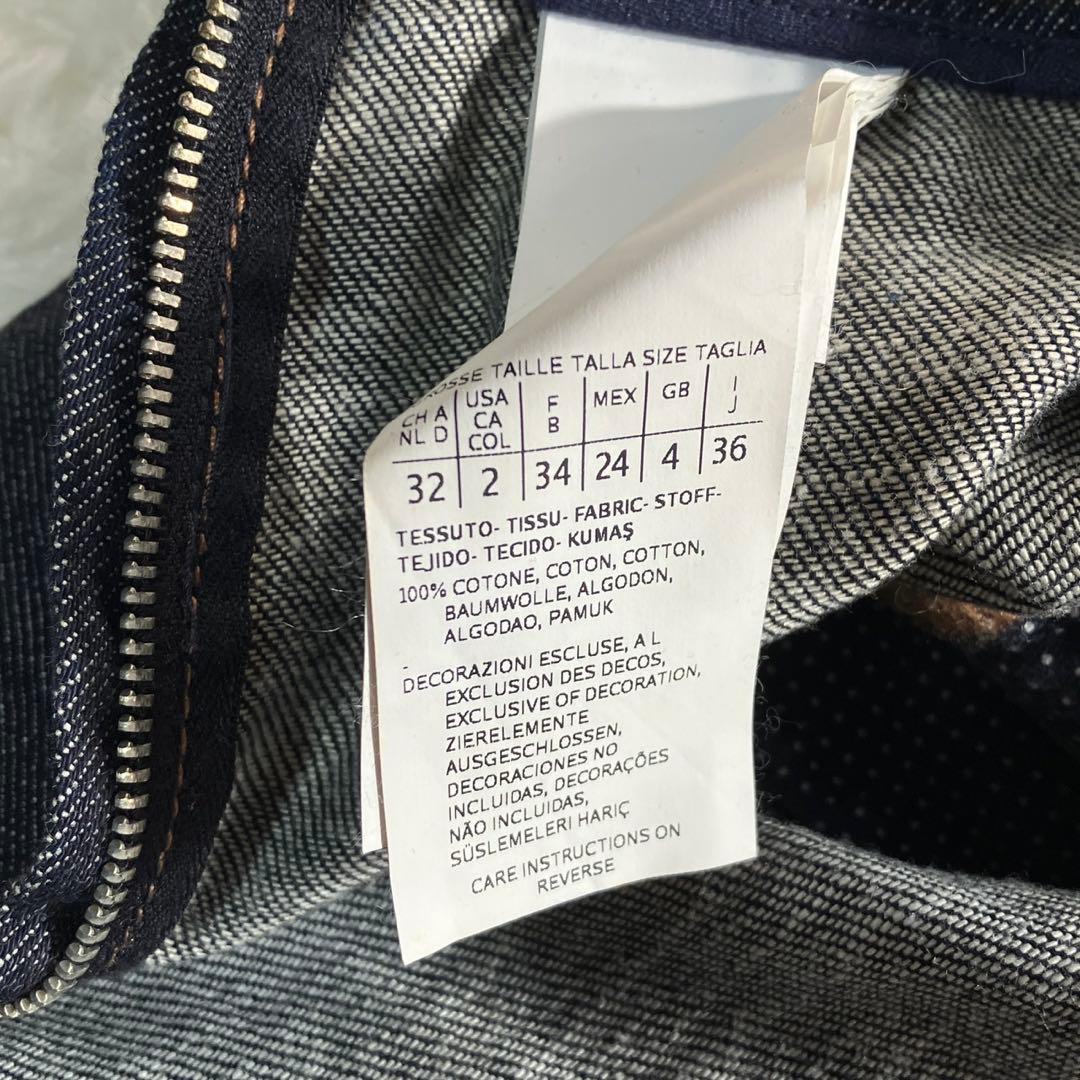 TAILLE TALLA SIZE TAGLIA
CH A USA F MEX GB I
NL D CA B J
COL
32 2 34 24 4 36
TESSUTO- TISSU- FABRIC- STOFF-
TEJIDO- TECIDO- KUMAŞ
100% COTONE, COTON, COTTON,
BAUMWOLLE, ALGODON,
ALGODAO, PAMUK
-
DECORAZIONI ESCLUSE, A L
EXCLUSION DES DECOS,
EXCLUSIVE OF DECORATION,
ZIERELEMENTE
AUSGESCHLOSSEN,
DECORACIONES NO
INCLUIDAS, DECORAÇÕES
NÃO INCLUIDAS,
SÜSLEMELERI HARIÇ
CARE INSTRUCTIONS ON
REVERSE